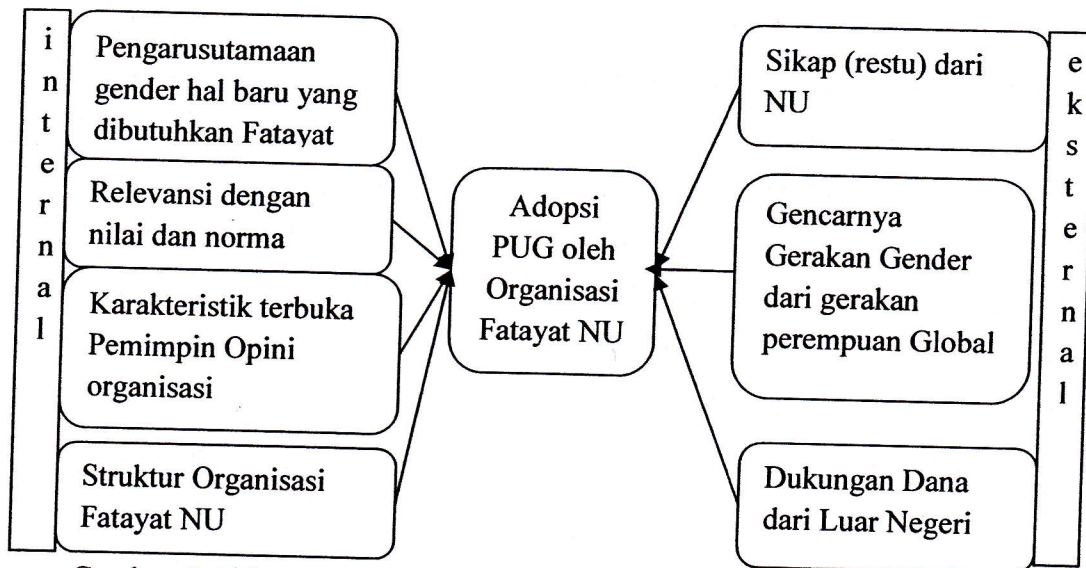 internal
Pengarusutamaan
gender hal baru yang
dibutuhkan Fatayat
Relevansi dengan
nilai dan norma
Karakteristik terbuka
Pemimpin Opini
organisasi
Struktur Organisasi
Fatayat NU
Adopsi
PUG oleh
Organisasi
Fatayat NU
Sikap (restu) dari
NU
Gencarnya
Gerakan Gender
dari gerakan
perempuan Global
Dukungan Dana
dari Luar Negeri
eksternal